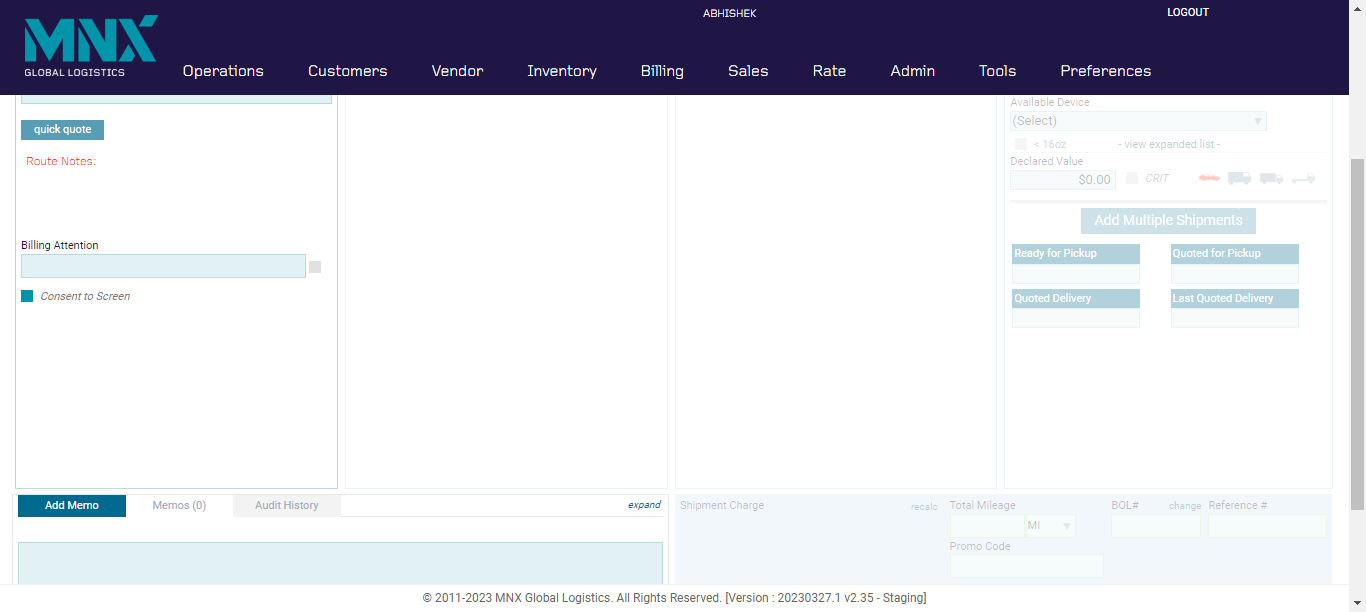 ABHISHEK
LOGOUT
MNX
GLOBAL LOGISTICS
Operations
Customers
Vendor
Inventory
Billing
Sales
Rate
Admin
Tools
Preferences
quick quote
Route Notes:
Billing Attention
Consent to Screen
Available Device
(Select)
< 16oz
- view expanded list -
Declared Value
$0.00
CRIT
Add Multiple Shipments
Ready for Pickup
Quoted for Pickup
Quoted Delivery
Last Quoted Delivery
Add Memo
Memos (0)
Audit History
expand
Shipment Charge
recalc
Total Mileage
MI
BOL#
change
Reference #
Promo Code
© 2011-2023 MNX Global Logistics. All Rights Reserved. [Version : 20230327.1 v2.35 - Staging]